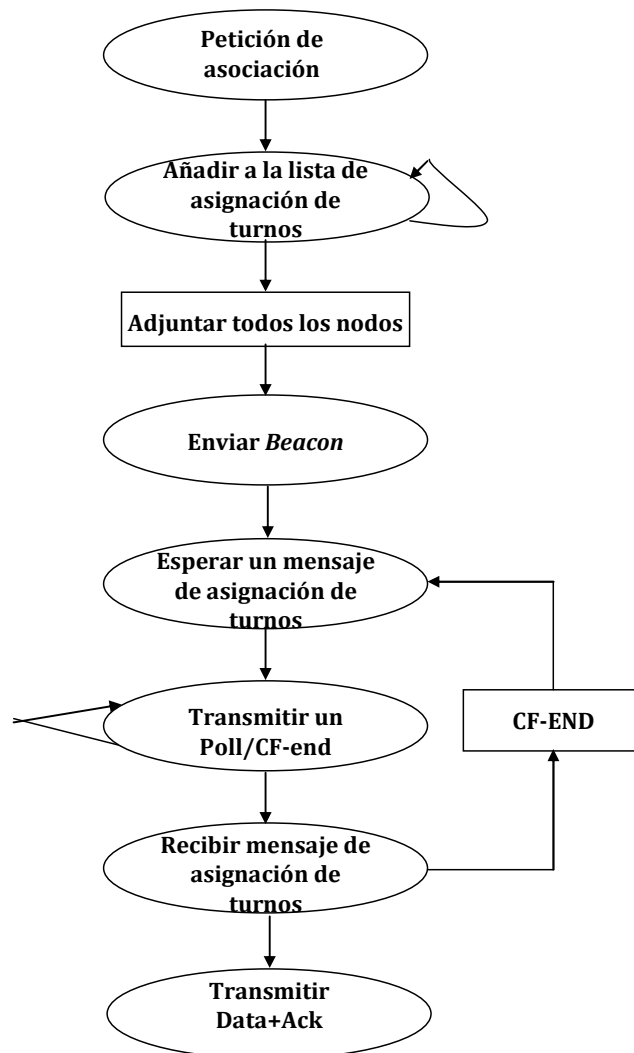 Petición de
asociación
Añadir a la lista de
asignación de
turnos
Adjuntar todos los nodos
Enviar Beacon
Esperar un mensaje
de asignación de
turnos
Transmitir un
Poll/CF-end
CF-END
Recibir mensaje de
asignación de
turnos
Transmitir
Data+Ack